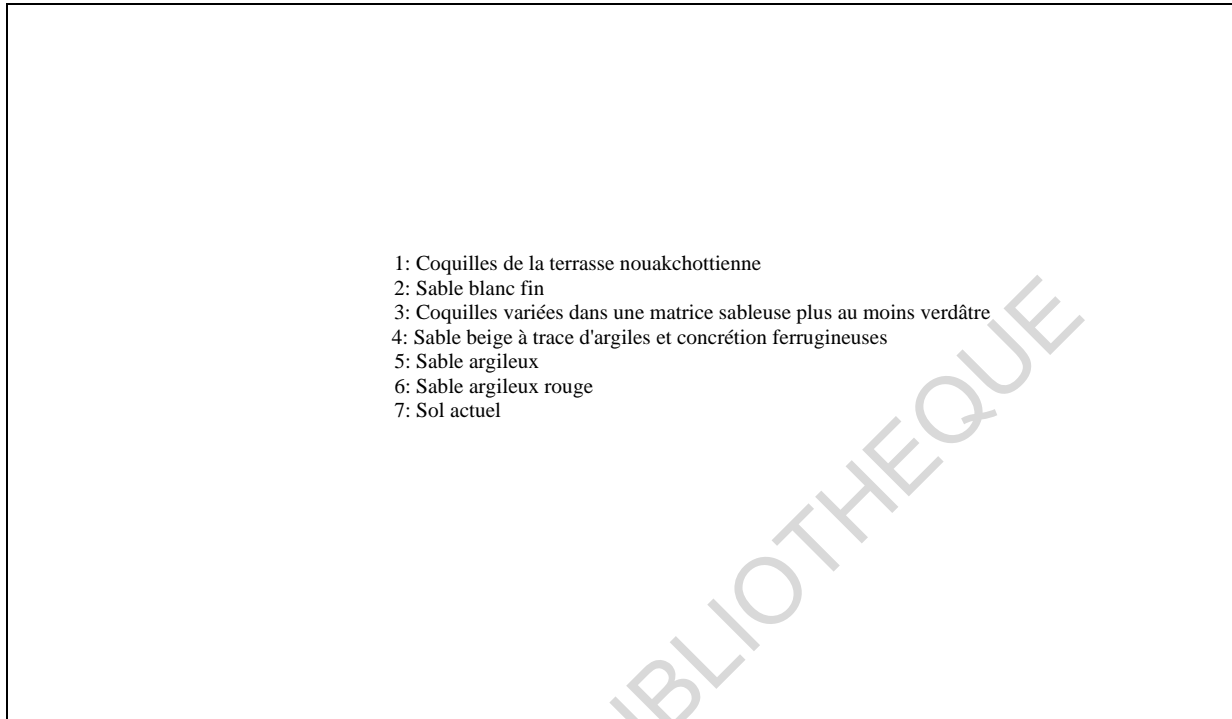 1: Coquilles de la terrasse nouakchottienne
2: Sable blanc fin
3: Coquilles variées dans une matrice sableuse plus au moins verdâtre
4: Sable beige à trace d'argiles et concrétion ferrugineuses
5: Sable argileux
6: Sable argileux rouge
7: Sol actuel
IBLIOTHEQUE